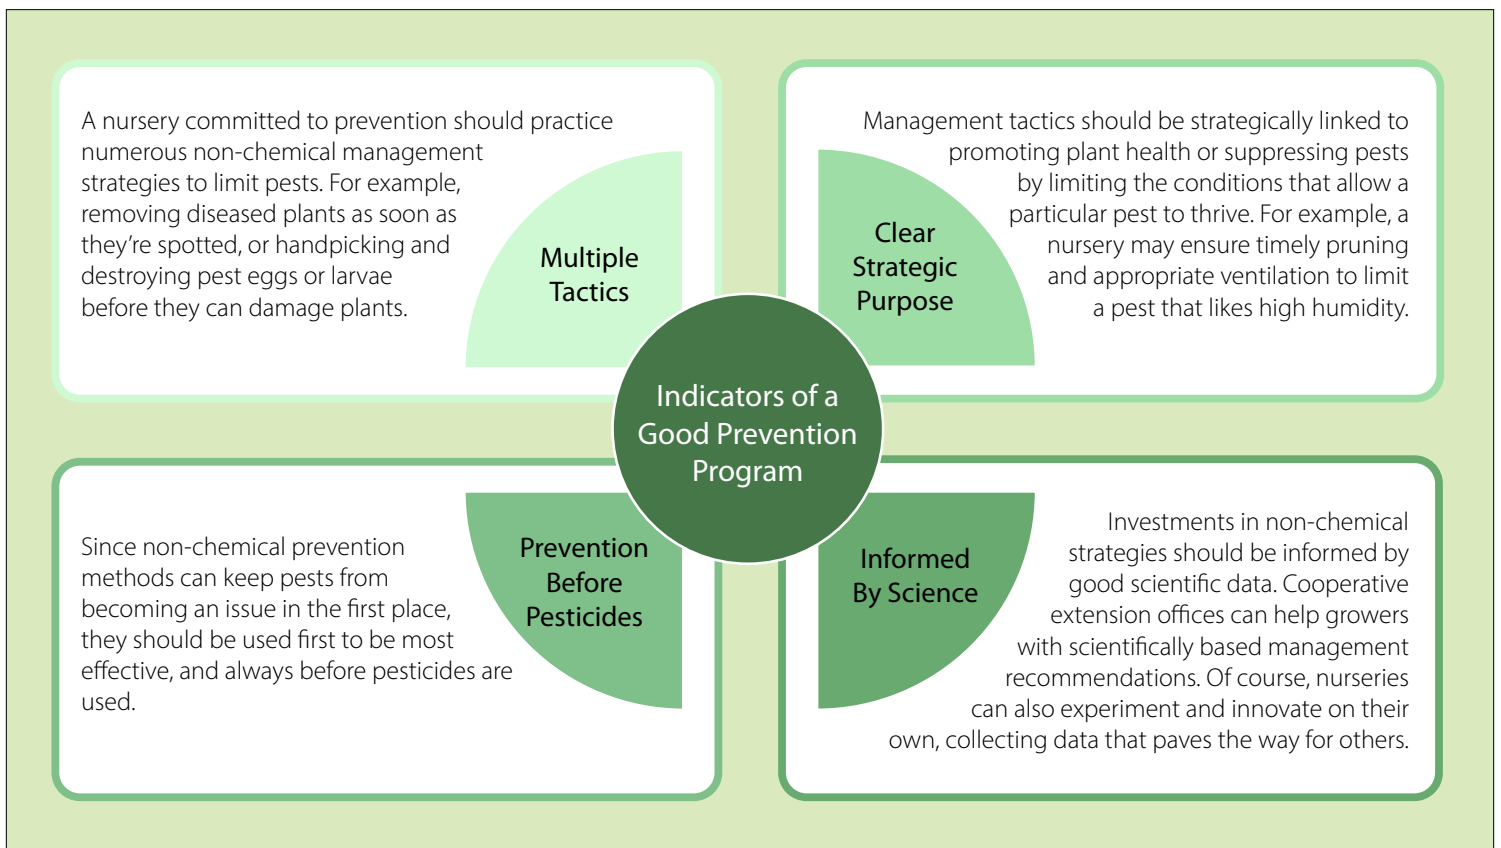 A nursery committed to prevention should practice
numerous non-chemical management
strategies to limit pests. For example,
removing diseased plants as soon as
they’re spotted, or handpicking and
destroying pest eggs or larvae
before they can damage plants.
Multiple
Tactics
Management tactics should be strategically linked to
promoting plant health or suppressing pests
by limiting the conditions that allow a
particular pest to thrive. For example, a
nursery may ensure timely pruning
and appropriate ventilation to limit
a pest that likes high humidity.
Clear
Strategic
Purpose
Indicators of a
Good Prevention
Program
Since non-chemical prevention
methods can keep pests from
becoming an issue in the first place,
they should be used first to be most
effective, and always before pesticides are
used.
Prevention
Before
Pesticides
Informed
By Science
Investments in non-chemical
strategies should be informed by
good scientific data. Cooperative
extension offices can help growers
with scientifically based management
recommendations. Of course, nurseries
can also experiment and innovate on their
own, collecting data that paves the way for others.